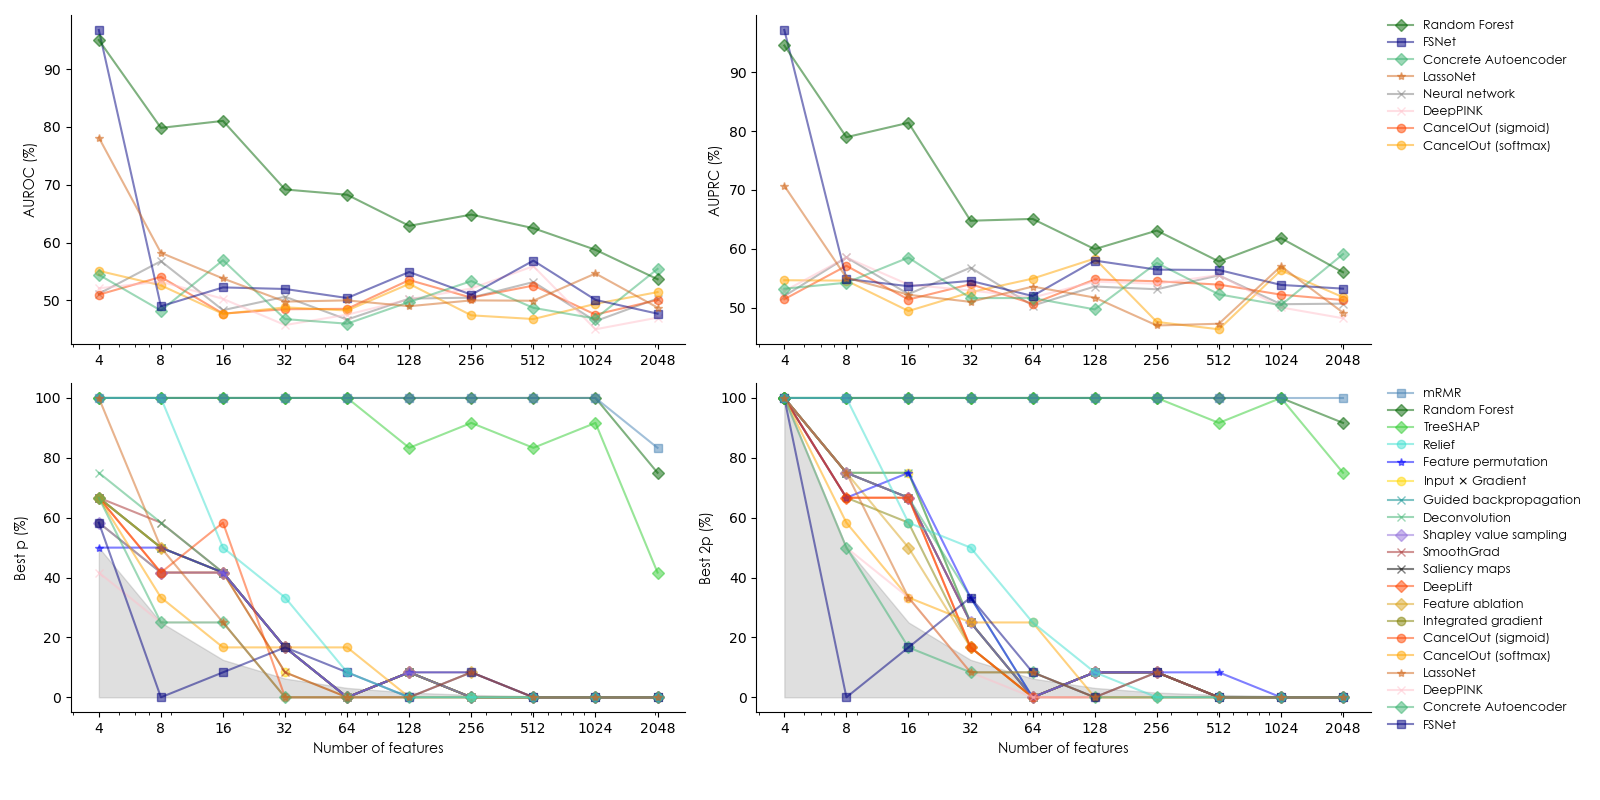 AUROC (%)
90
80
70
60
50
4 8 16 32 64 128 256 512 1024 2048
AUPRC (%)
90
80
70
60
50
4 8 16 32 64 128 256 512 1024 2048
Random Forest
FSNet
Concrete Autoencoder
LassoNet
Neural network
DeepPINK
CancelOut (sigmoid)
CancelOut (softmax)
Best p (%)
100
80
60
40
20
0
4 8 16 32 64 128 256 512 1024 2048
Number of features
Best 2p (%)
100
80
60
40
20
0
4 8 16 32 64 128 256 512 1024 2048
Number of features
mRMR
Random Forest
TreeSHAP
Relief
Feature permutation
Input × Gradient
Guided backpropagation
Deconvolution
Shapley value sampling
SmoothGrad
Saliency maps
DeepLift
Feature ablation
Integrated gradient
CancelOut (sigmoid)
CancelOut (softmax)
LassoNet
DeepPINK
Concrete Autoencoder
FSNet